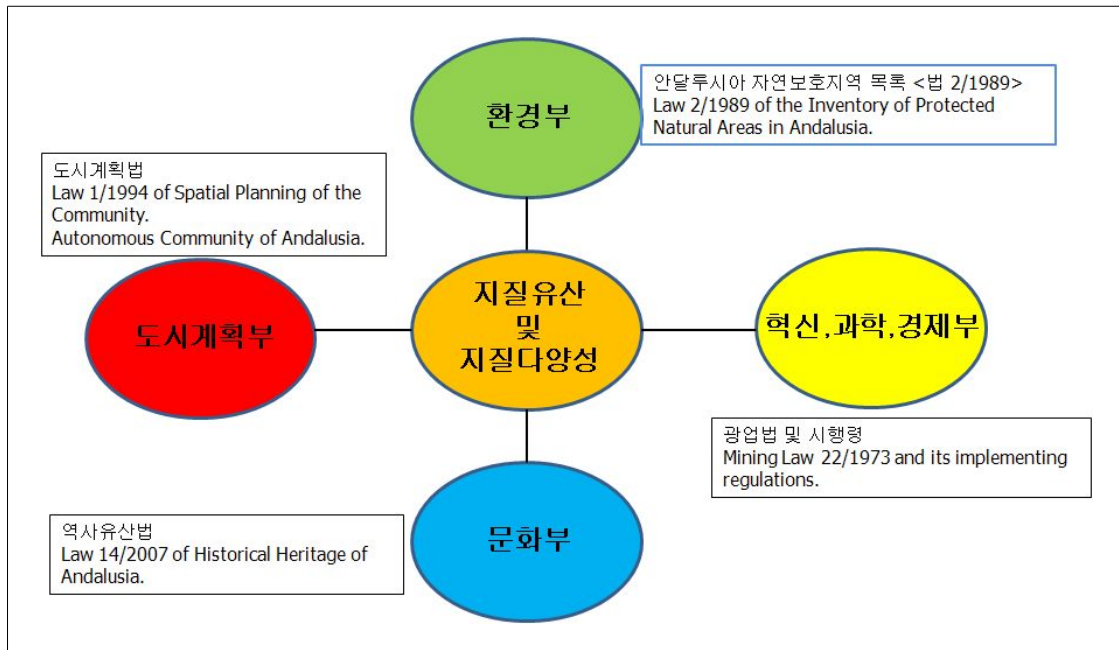 환경부
안달루시아 자연보호지역 목록 <법 2/1989>
Law 2/1989 of the Inventory of Protected
Natural Areas in Andalusia.
도시계획법
Law 1/1994 of Spatial Planning of the
Community.
Autonomous Community of Andalusia.
도시계획부
지질유산
및
지질다양성
혁신,과학,경제부
광업법 및 시행령
Mining Law 22/1973 and its implementing
regulations.
역사유산법
Law 14/2007 of Historical Heritage of
Andalusia.
문화부